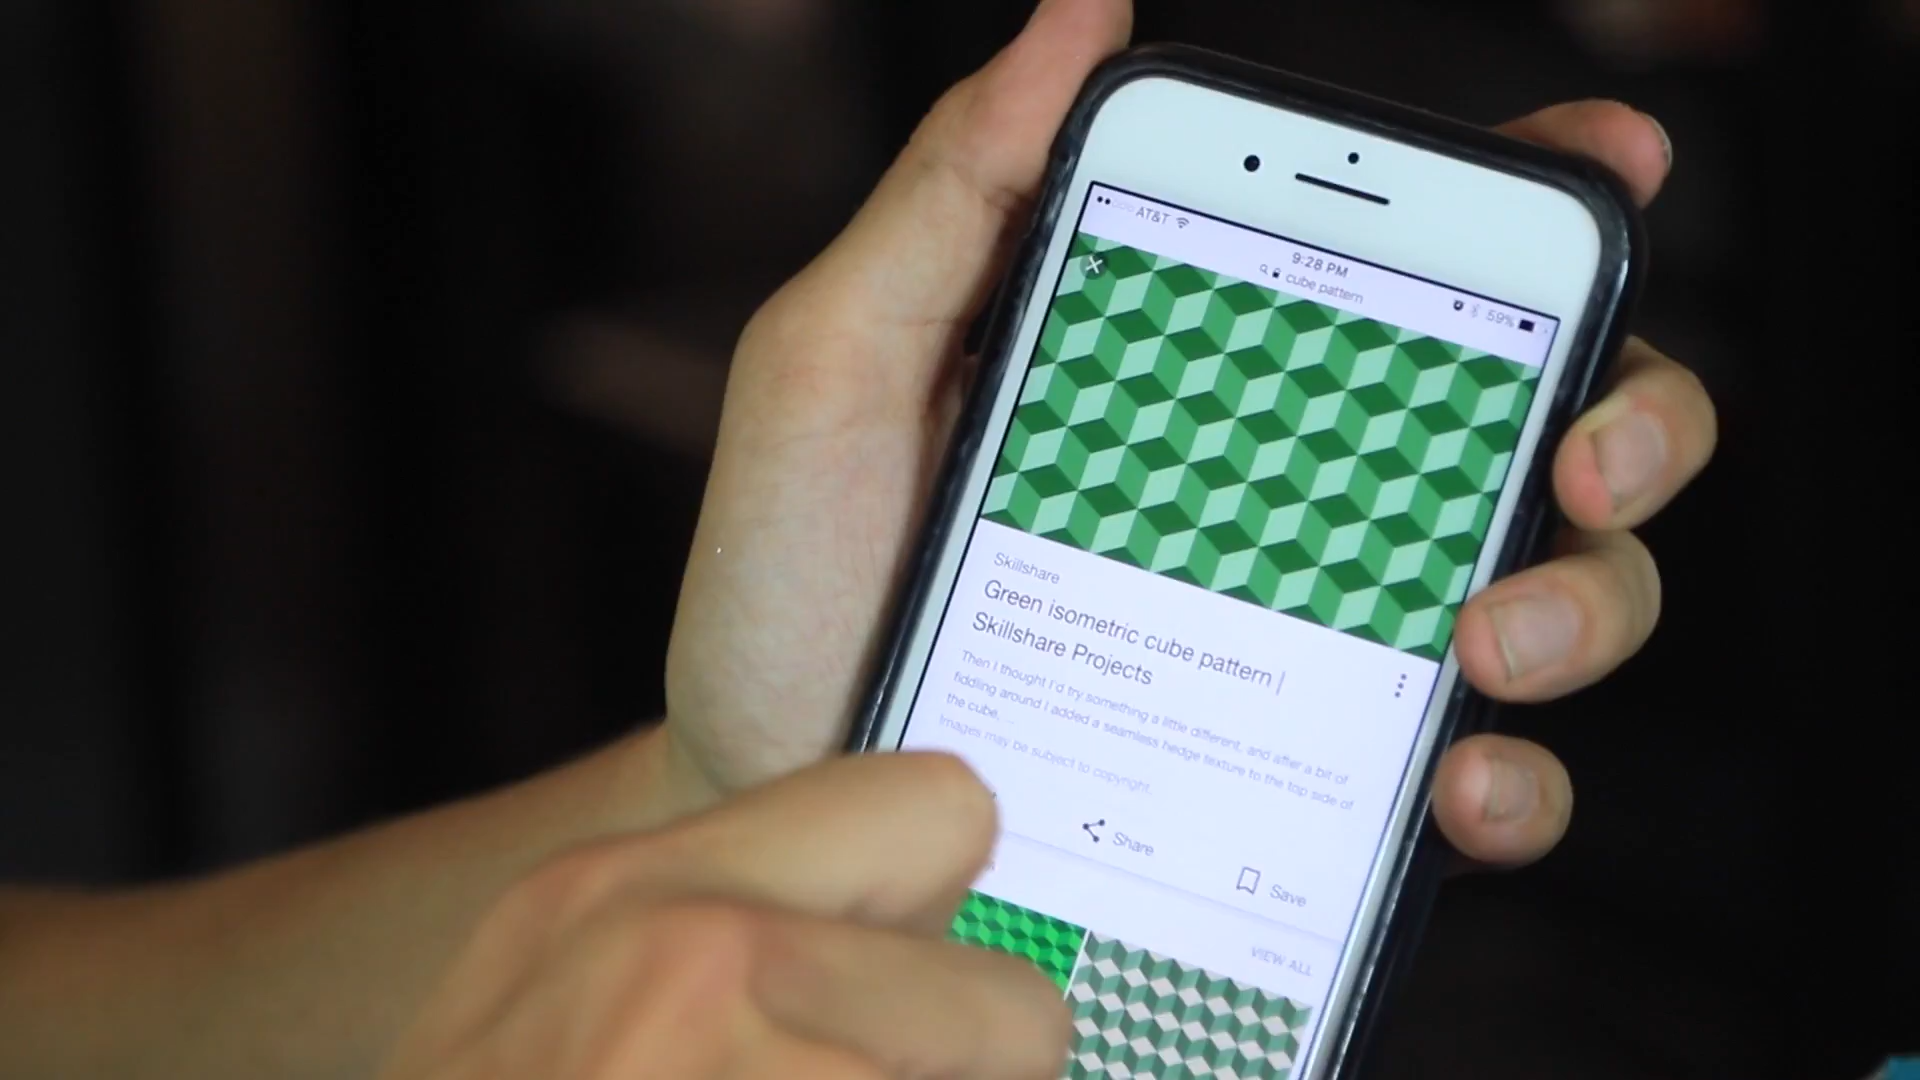 AT&T
9:28 PM
cube pattern
59%
Skillshare
Green isometric cube pattern |
Skillshare Projects
Then I thought I'd try something a little different, and after a bit of
fiddling around I added a seamless hedge texture to the top side of
the cube, ...
Images may be subject to copyright.
Share
Save
VIEW ALL